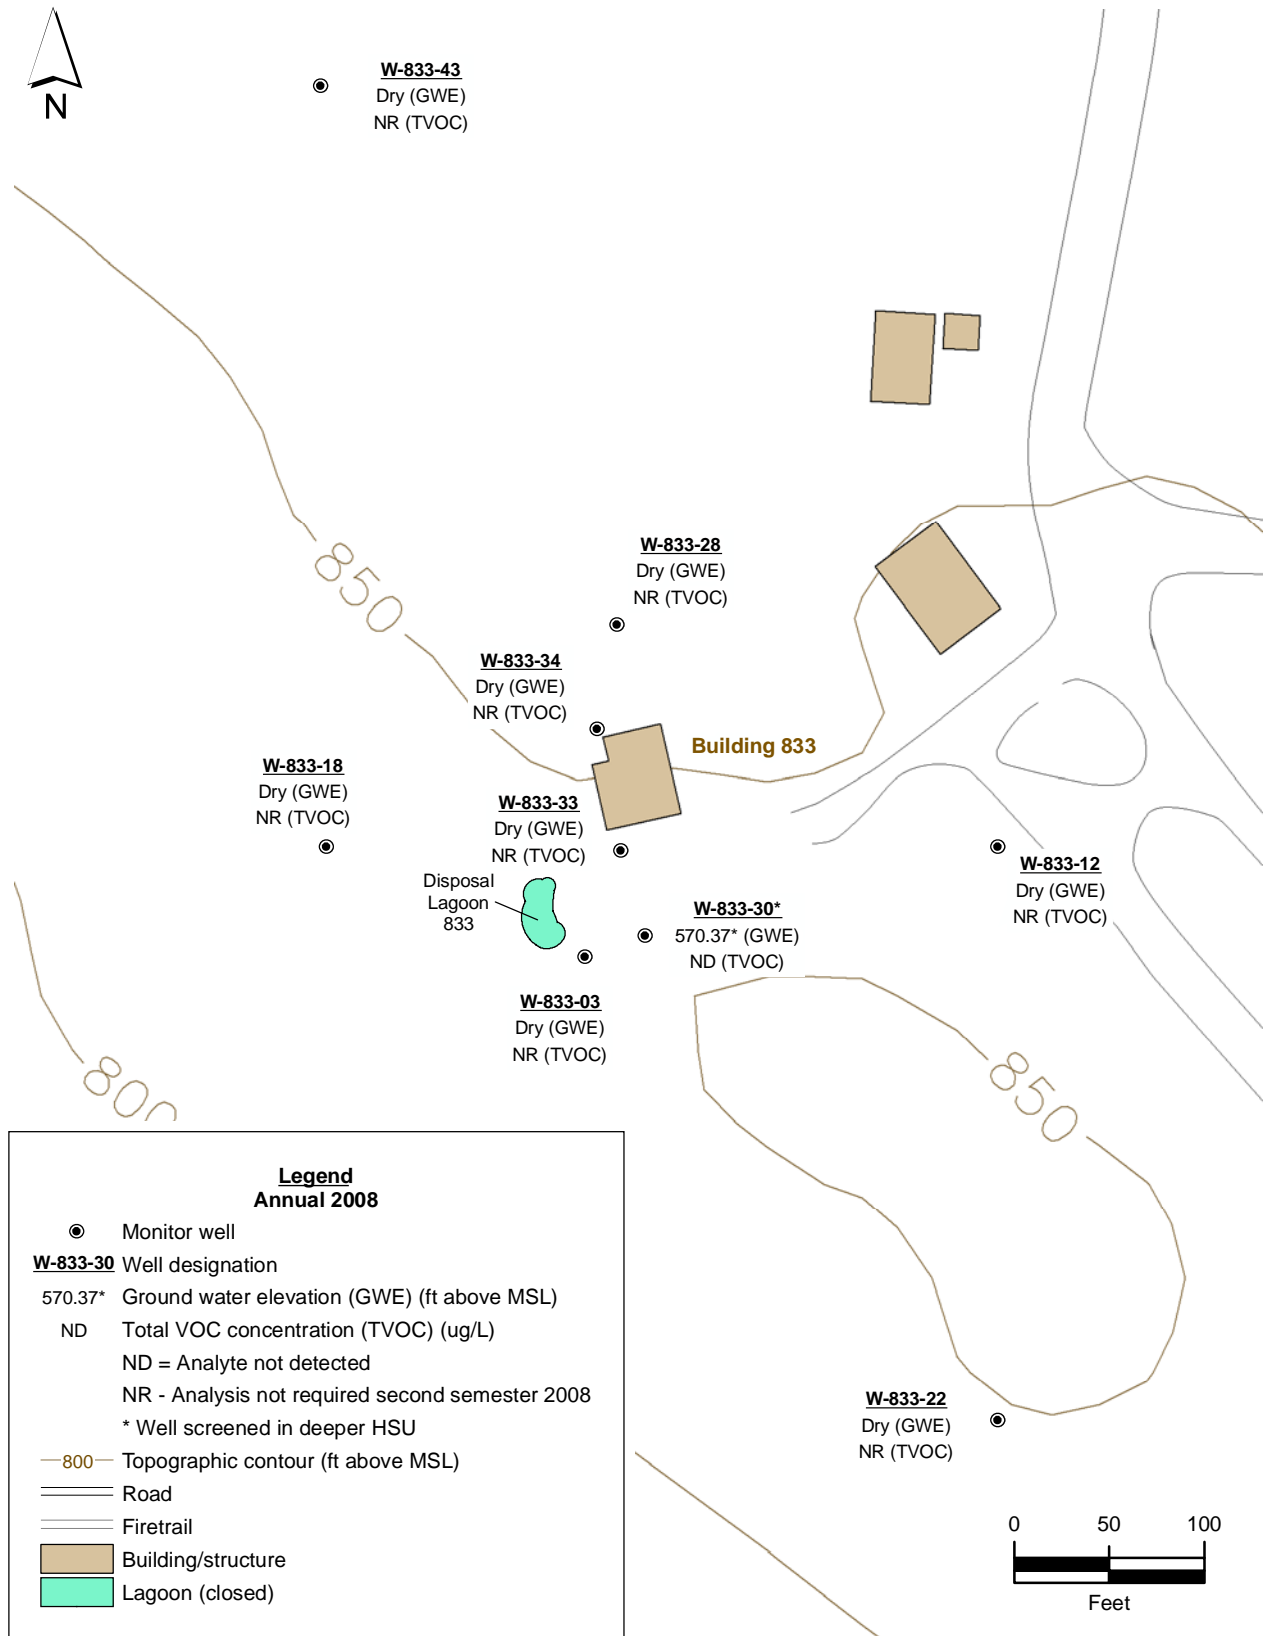 N
W-833-43
Dry (GWE)
NR (TVOC)
850
W-833-28
Dry (GWE)
NR (TVOC)
W-833-34
Dry (GWE)
NR (TVOC)
Building 833
W-833-18
Dry (GWE)
NR (TVOC)
W-833-33
Dry (GWE)
NR (TVOC)
W-833-12
Dry (GWE)
NR (TVOC)
Disposal
Lagoon
833
W-833-30*
570.37* (GWE)
ND (TVOC)
W-833-03
Dry (GWE)
NR (TVOC)
800
850
Legend
Annual 2008
Monitor well
W-833-30 Well designation
570.37* Ground water elevation (GWE) (ft above MSL)
ND Total VOC concentration (TVOC) (ug/L)
ND = Analyte not detected
NR - Analysis not required second semester 2008
* Well screened in deeper HSU
800 Topographic contour (ft above MSL)
Road
Firetrail
Building/structure
Lagoon (closed)
W-833-22
Dry (GWE)
NR (TVOC)
0 50 100
Feet